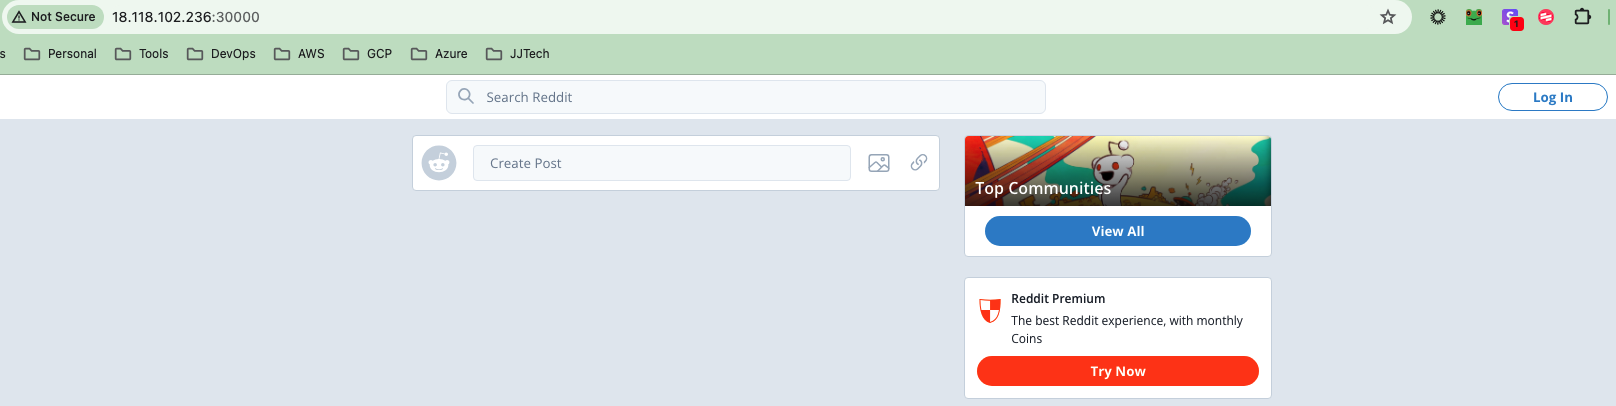 Not Secure 18.118.102.236:30000
1
s Personal Tools DevOps AWS GCP Azure JJTech
Search Reddit Log In
Create Post
Top Communities
View All
Reddit Premium
The best Reddit experience, with monthly
Coins
Try Now